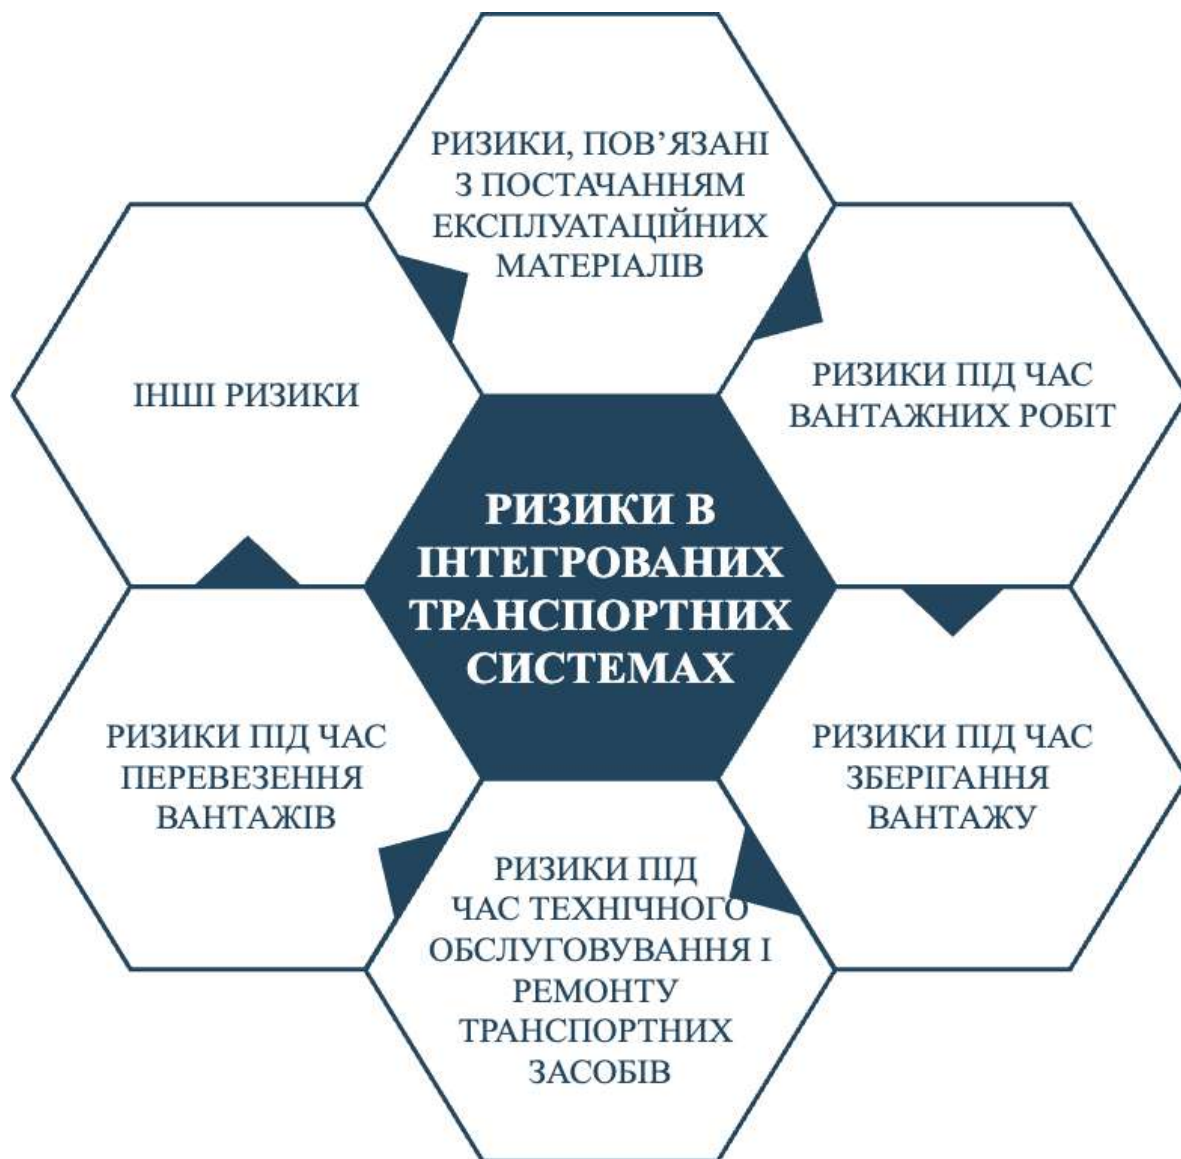 РИЗИКИ, ПОВ’ЯЗАНІ
З ПОСТАЧАННЯМ
ЕКСПЛУАТАЦІЙНИХ
МАТЕРІАЛІВ
РИЗИКИ ПІД ЧАС
ВАНТАЖНИХ РОБІТ
РИЗИКИ ПІД ЧАС
ЗБЕРІГАННЯ
ВАНТАЖУ
РИЗИКИ ПІД
ЧАС ТЕХНІЧНОГО
ОБСЛУГОВУВАННЯ І
РЕМОНТУ
ТРАНСПОРТНИХ
ЗАСОБІВ
РИЗИКИ ПІД ЧАС
ПЕРЕВЕЗЕННЯ
ВАНТАЖІВ
ІНШІ РИЗИКИ
РИЗИКИ В
ІНТЕГРОВАНИХ
ТРАНСПОРТНИХ
СИСТЕМАХ